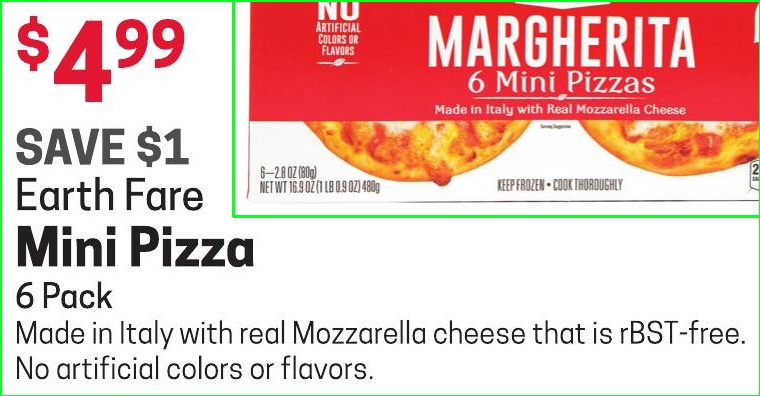 $4.99
SAVE $1
Earth Fare
Mini Pizza
6 Pack
Made in Italy with real Mozzarella cheese that is rBST-free.
No artificial colors or flavors.
NO
ARTIFICIAL
COLORS OR
FLAVORS
MARGHERITA
6 Mini Pizzas
Made in Italy with Real Mozzarella Cheese
Serving Suggestion
6—2.8 OZ (80g)
NET WT 16.9 OZ (1 LB 0.9 OZ) 480g
KEEP FROZEN • COOK THOROUGHLY